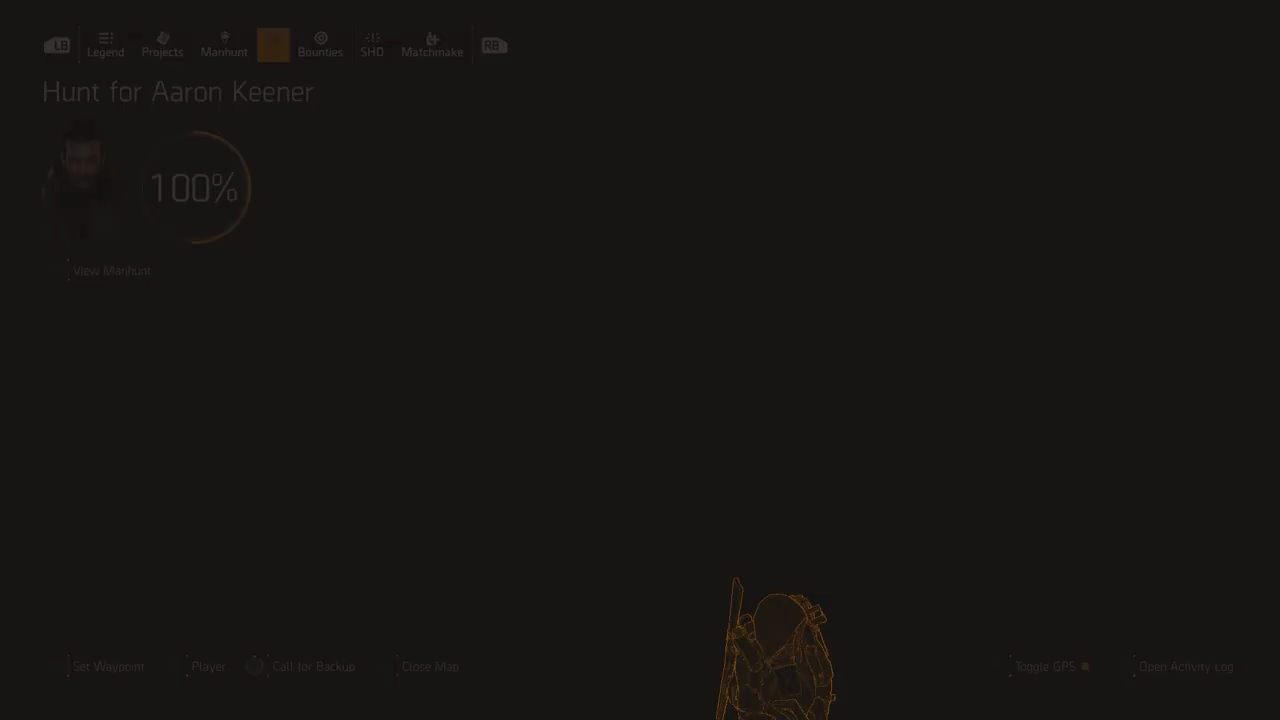 LB Legend Projects Manhunt Bounties SHD Matchmake RB
Hunt for Aaron Keener
100%
View Manhunt
Set Waypoint Player Call for Backup Close Map Toggle GPS Open Activity Log